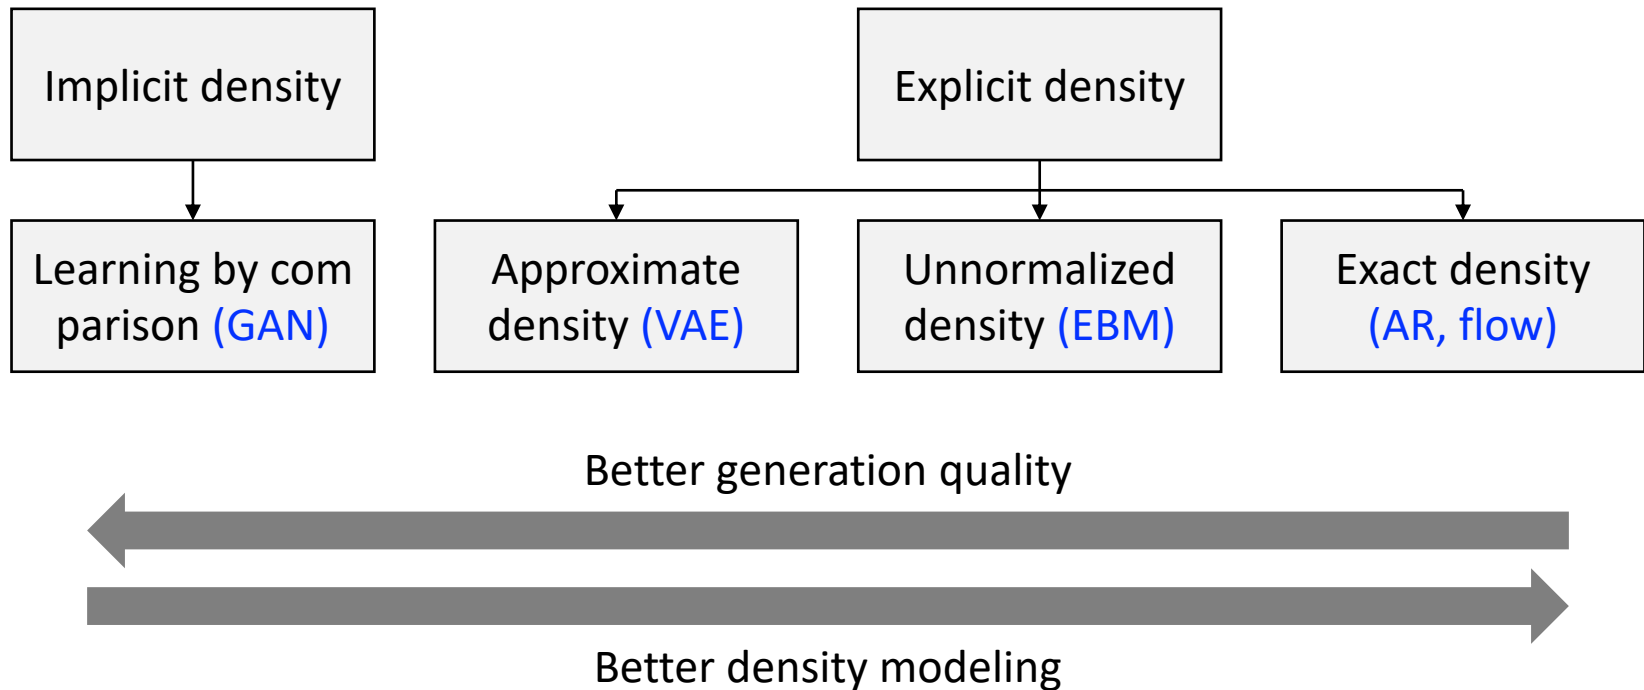 Implicit density
Explicit density
Learning by com
parison (GAN)
Approximate
density (VAE)
Unnormalized
density (EBM)
Exact density
(AR, flow)
Better generation quality
Better density modeling